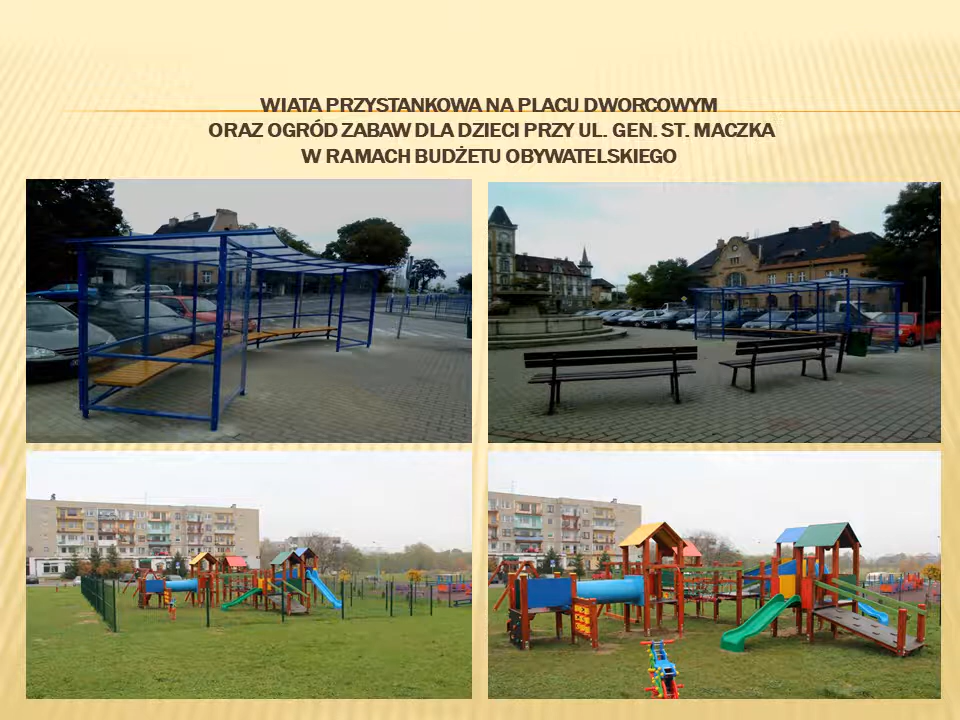 WIATA PRZYSTANKOWA NA PLACU DWORCOWYM
ORAZ OGRÓD ZABAW DLA DZIECI PRZY UL. GEN. ST. MACZKA
W RAMACH BUDŻETU OBYWATELSKIEGO